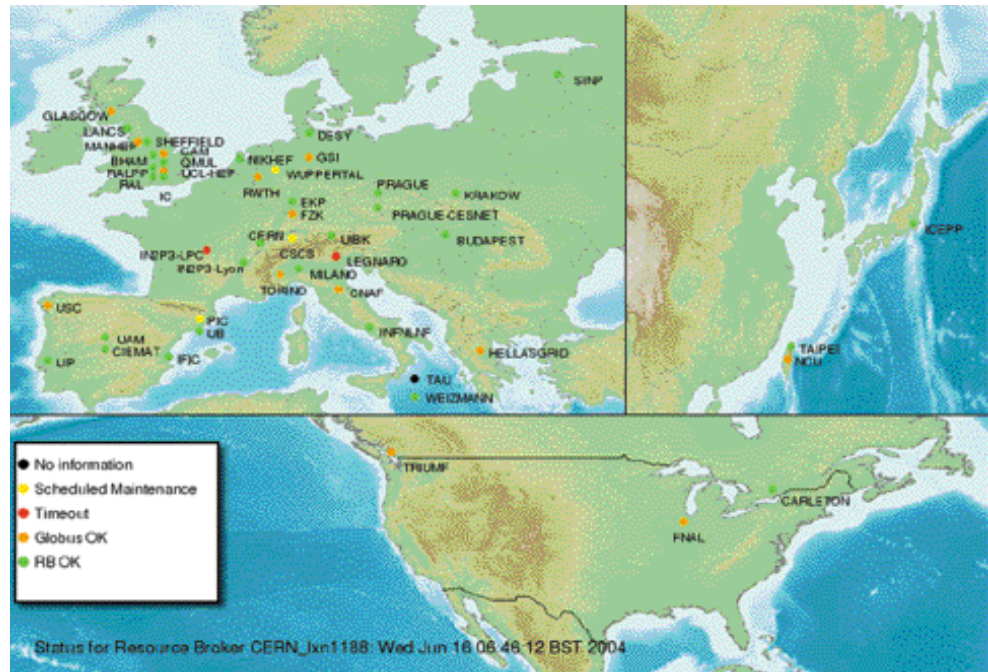 SINP
GLASGOW
LANCS
MANHEP
SHEFFIELD
DESY
CAM
BHAM
QMUL
NIKHEF
GSI
RALPP
UCL-HEP
WUPPERTAL
RAL
IC
RWTH
PRAGUE
KRAKOW
EKP
FZK
PRAGUE-CESNET
CERN
UIBK
BUDAPEST
IN2P3-LPC
CSCS
LEGNARO
IN2P3-Lyon
MILANO
TORINO
CNAF
USC
PIC
UB
INFNLNF
UAM
CIEMAT
IFIC
LIP
HELLASGRID
TAU
WEIZMANN
ICEPP
TAIPEI
NCU
No information
Scheduled Maintenance
Timeout
Globus OK
RB OK
TRIUMF
CARLETON
FNAL
Status for Resource Broker CERN_lxn1188: Wed Jun 16 06:46:12 BST 2004